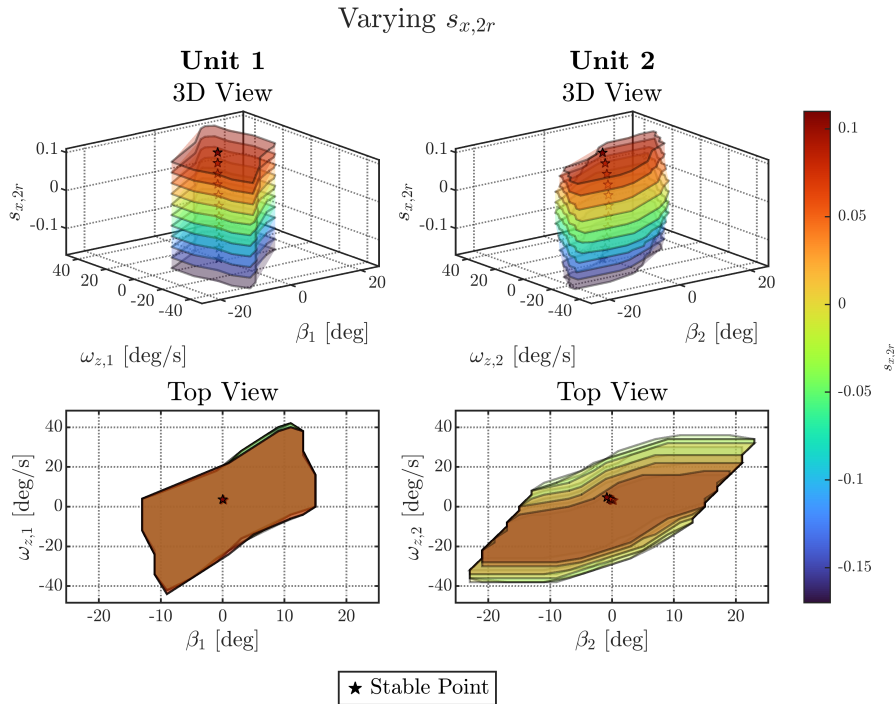 Varying s_{x,2r}
Unit 1
3D View
0.1
0
-0.1
s_{x,2r}
40
20
0
-20
-40
-20
0
20
ω_{z,1} [deg/s]
β_1 [deg]
Unit 2
3D View
0.1
0
-0.1
s_{x,2r}
40
20
0
-20
-40
-20
0
20
ω_{z,2} [deg/s]
β_2 [deg]
Top View
40
20
0
-20
-40
ω_{z,1} [deg/s]
-20
-10
0
10
20
β_1 [deg]
Top View
40
20
0
-20
-40
ω_{z,2} [deg/s]
-20
-10
0
10
20
β_2 [deg]
0.1
0.05
0
-0.05
-0.1
-0.15
s_{x,2r}
★ Stable Point